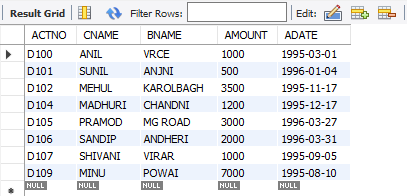 Result Grid Filter Rows: Edit:
ACTNO CNAME BNAME AMOUNT ADATE
D100 ANIL VRCE 1000 1995-03-01
D101 SUNIL ANJNI 500 1996-01-04
D102 MEHUL KAROLBAGH 3500 1995-11-17
D104 MADHURI CHANDNI 1200 1995-12-17
D105 PRAMOD MG ROAD 3000 1996-03-27
D106 SANDIP ANDHERI 2000 1996-03-31
D107 SHIVANI VIRAR 1000 1995-09-05
D109 MINU POWAI 7000 1995-08-10
NULL NULL NULL NULL NULL